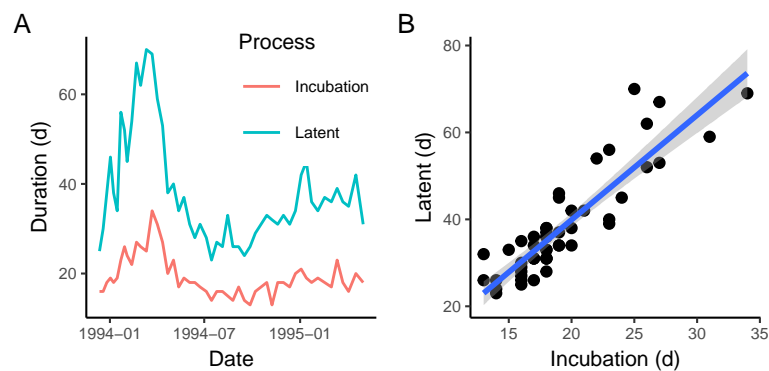 A
Duration (d)
60
40
20
1994–01
1994–07
1995–01
Date
Process
Incubation
Latent
B
Latent (d)
80
60
40
20
15
20
25
30
35
Incubation (d)